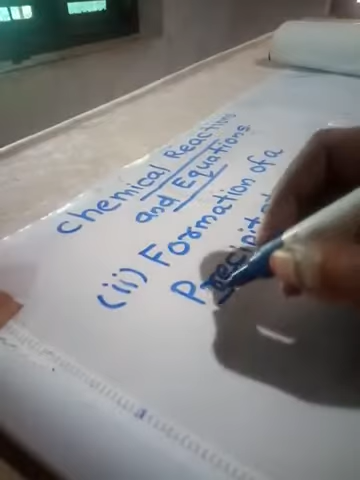 Chemical Reactions
and Equations
(ii) Formation of a